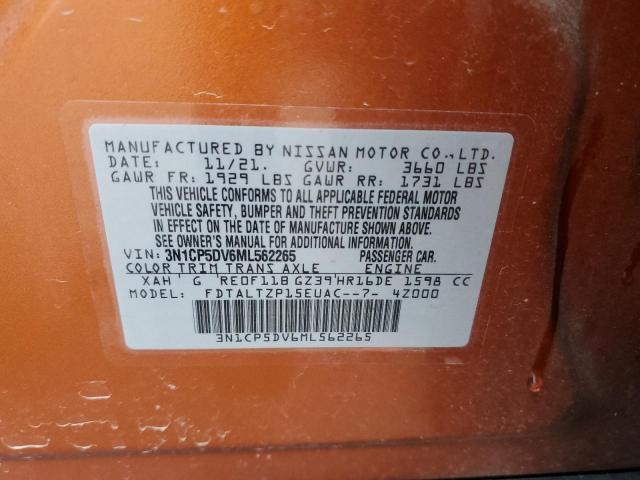 MANUFACTURED BY NISSAN MOTOR CO., LTD.
DATE: 11/21. GVWR: 3660 LBS
GAWR FR: 1929 LBS GAWR RR: 1731 LBS
THIS VEHICLE CONFORMS TO ALL APPLICABLE FEDERAL MOTOR
VEHICLE SAFETY, BUMPER AND THEFT PREVENTION STANDARDS
IN EFFECT ON THE DATE OF MANUFACTURE SHOWN ABOVE.
SEE OWNER'S MANUAL FOR ADDITIONAL INFORMATION.
VIN: 3N1CP5DV6ML562265 PASSENGER CAR.
COLOR TRIM TRANS AXLE ENGINE
XAH G RE0F11B GZ39 HR16DE 1598 CC
MODEL: FDTALTZP15EUAC--7- 4Z000
3N1CP5DV6ML562265